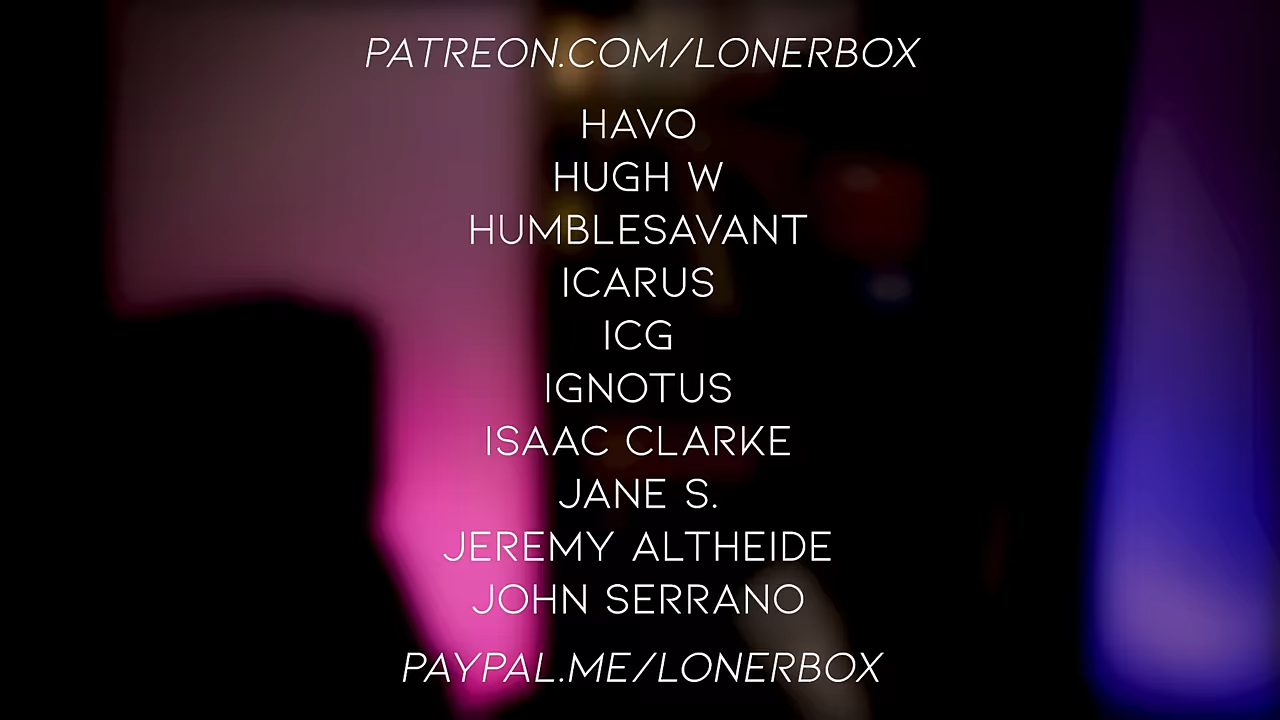 PATREON.COM/LONERBOX
HAVO
HUGH W
HUMBLESAVANT
ICARUS
ICG
IGNOTUS
ISAAC CLARKE
JANE S.
JEREMY ALTHEIDE
JOHN SERRANO
PAYPAL.ME/LONERBOX